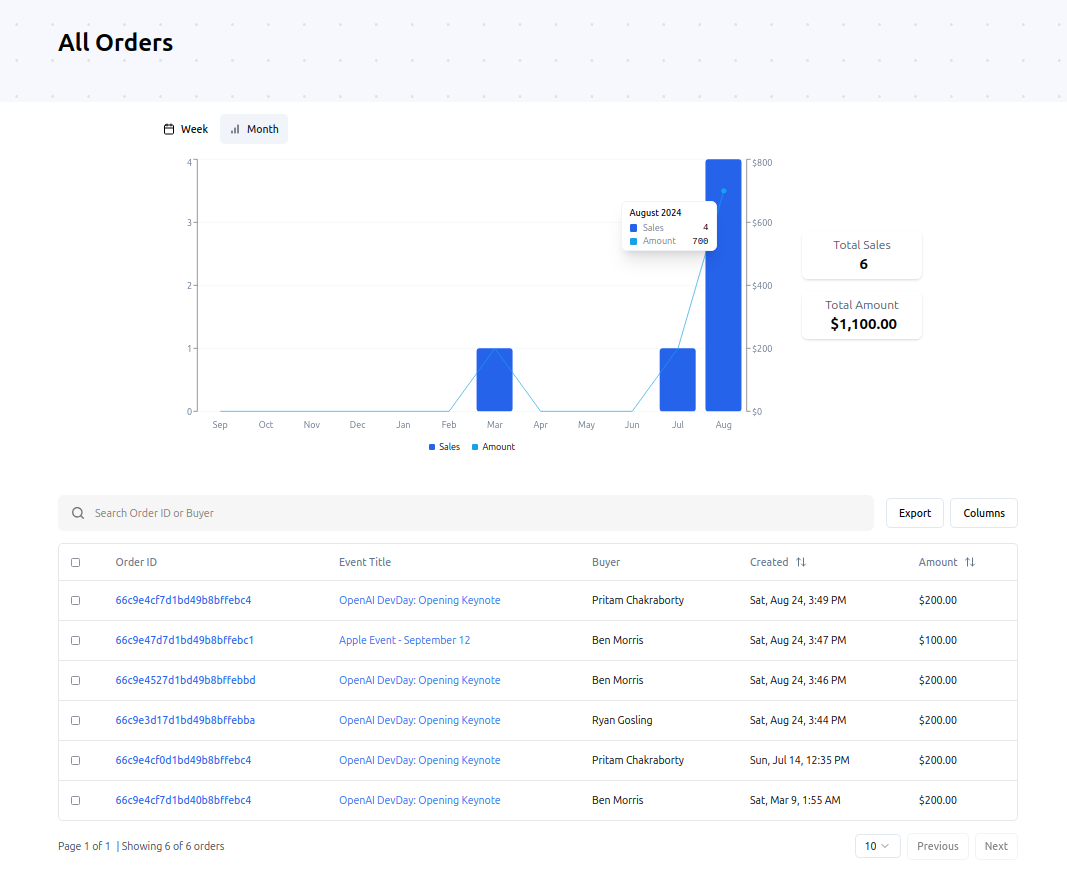 All Orders
Week Month
4 $800
August 2024
Sales 4
Amount 700
3 $600
2 $400
1 $200
0 $0
Sep Oct Nov Dec Jan Feb Mar Apr May Jun Jul Aug
Sales Amount
Total Sales
6
Total Amount
$1,100.00
Search Order ID or Buyer Export Columns
Order ID Event Title Buyer Created Amount
66c9e4cf7d1bd49b8bffebc4 OpenAI DevDay: Opening Keynote Pritam Chakraborty Sat, Aug 24, 3:49 PM $200.00
66c9e47d7d1bd49b8bffebc1 Apple Event - September 12 Ben Morris Sat, Aug 24, 3:47 PM $100.00
66c9e4527d1bd49b8bffebbd OpenAI DevDay: Opening Keynote Ben Morris Sat, Aug 24, 3:46 PM $200.00
66c9e3d17d1bd49b8bffebba OpenAI DevDay: Opening Keynote Ryan Gosling Sat, Aug 24, 3:44 PM $200.00
66c9e4cf0d1bd49b8bffebc4 OpenAI DevDay: Opening Keynote Pritam Chakraborty Sun, Jul 14, 12:35 PM $200.00
66c9e4cf7d1bd40b8bffebc4 OpenAI DevDay: Opening Keynote Ben Morris Sat, Mar 9, 1:55 AM $200.00
Page 1 of 1 | Showing 6 of 6 orders 10 Previous Next